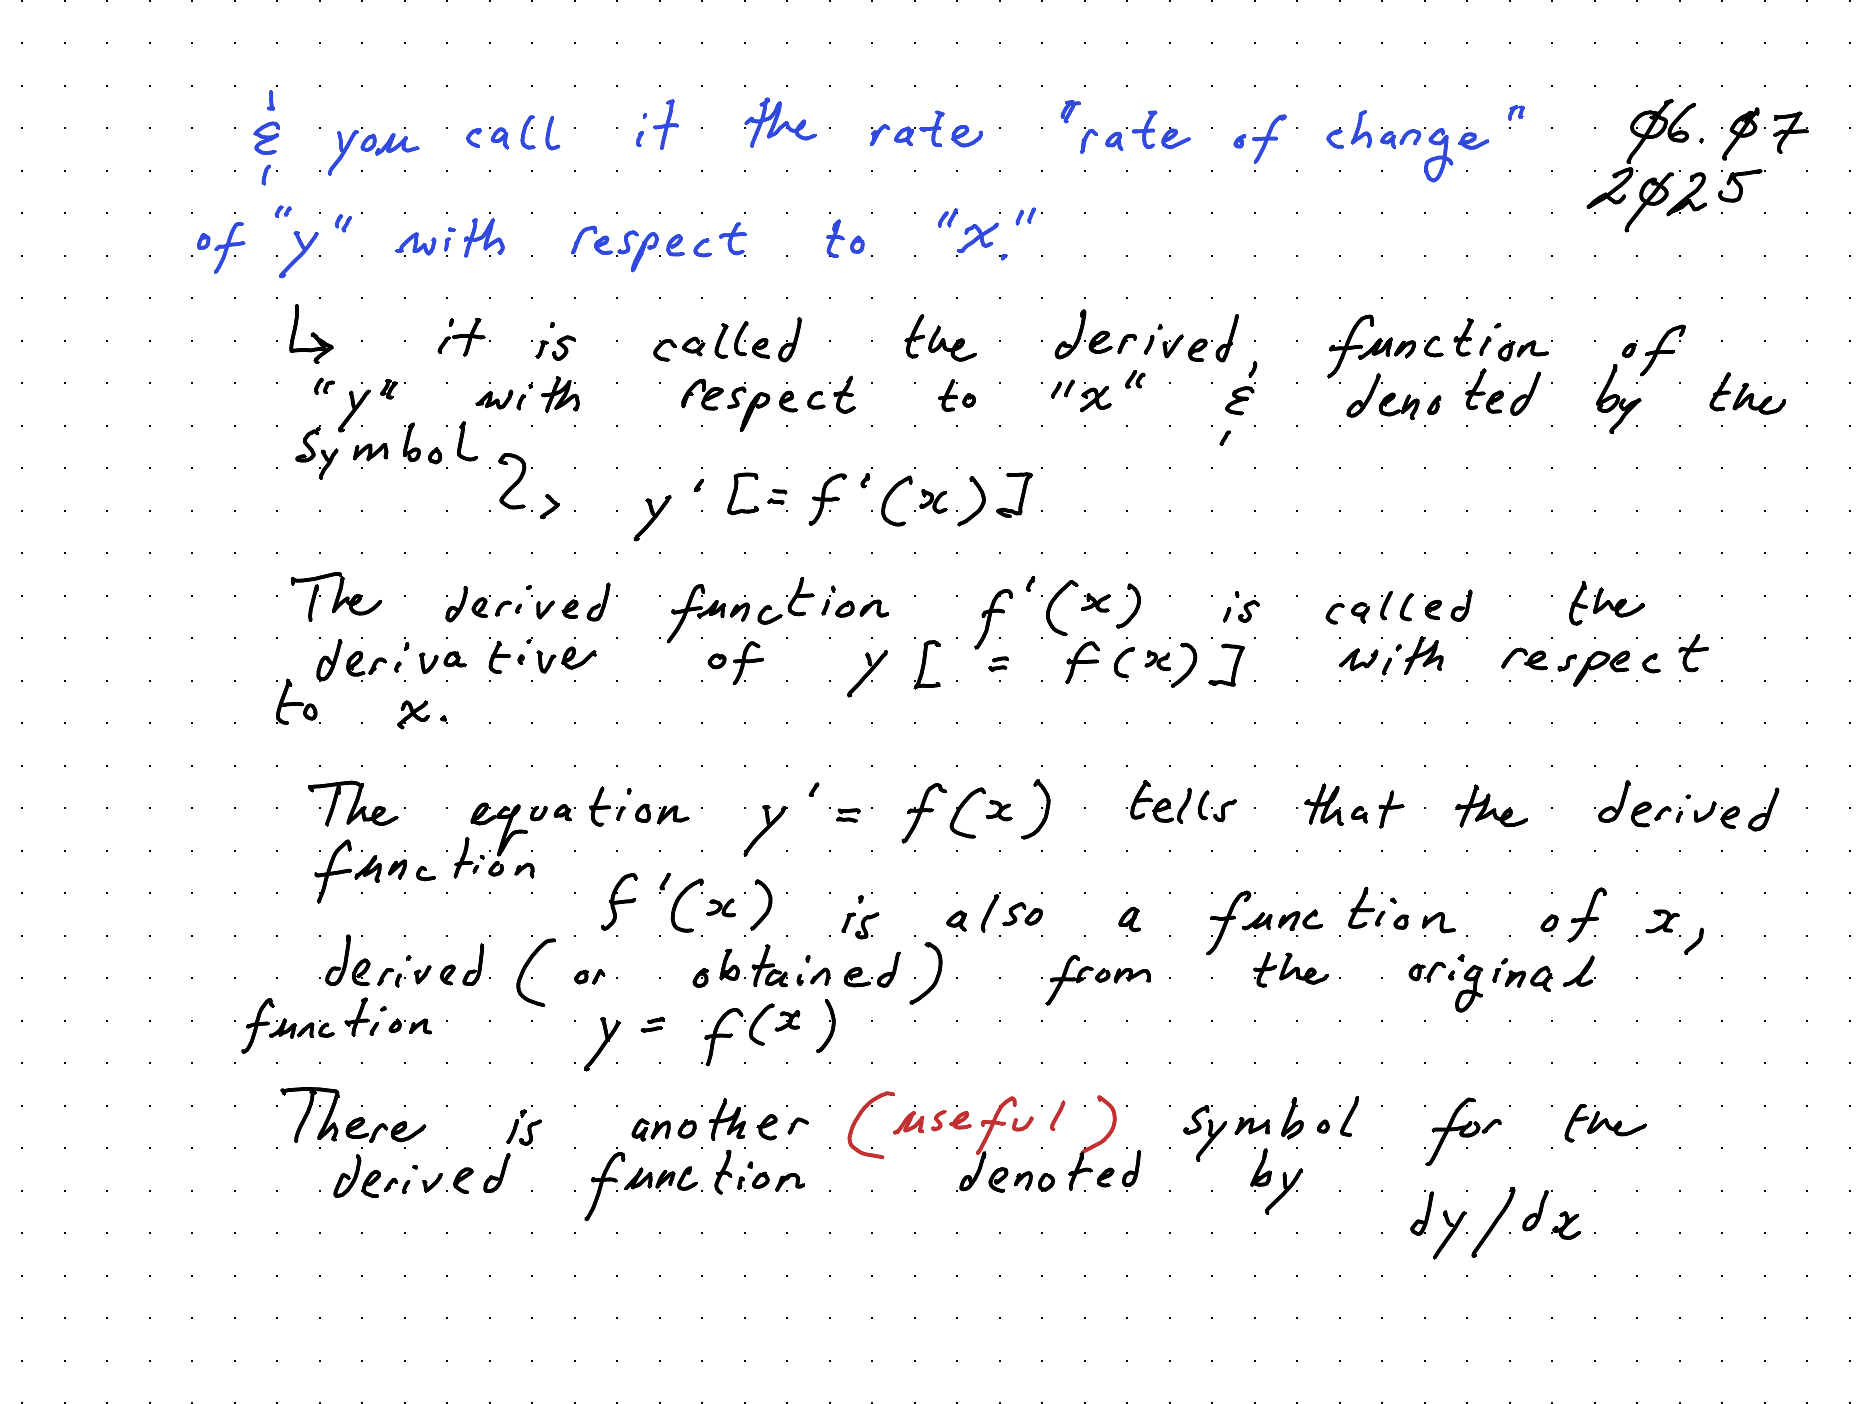 & you call it the rate "rate of change" 06.07
2025
of "y" with respect to "x."
↳ it is called the derived, function of
"y" with respect to "x" & denoted by the
symbol
y' [= f'(x)]
The derived function f'(x) is called the
derivative of y [ = f(x)] with respect
to x.
The equation y' = f(x) tells that the derived
function
f'(x) is also a function of x,
derived (or obtained) from the original
function y = f(x)
There is another (useful) symbol for the
derived function denoted by
dy/dx